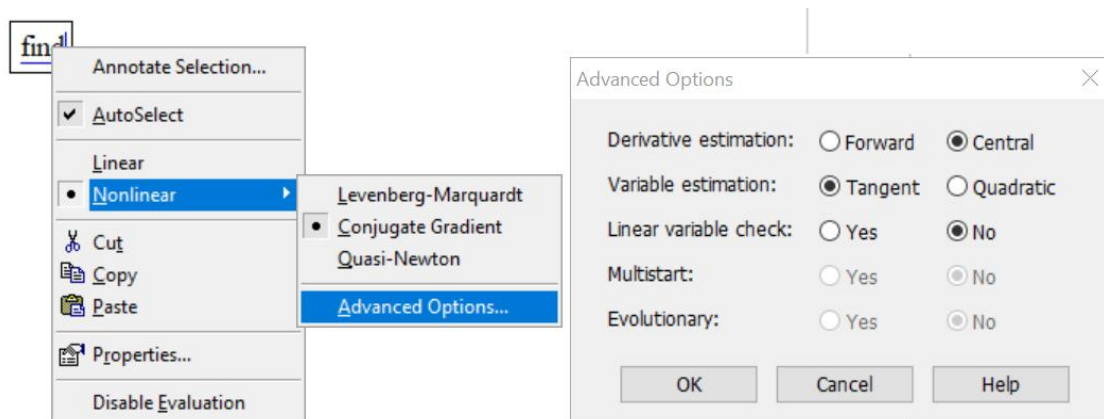 find
Annotate Selection...
AutoSelect
Linear
Nonlinear
Cut
Copy
Paste
Properties...
Disable Evaluation
Levenberg-Marquardt
Conjugate Gradient
Quasi-Newton
Advanced Options...
Advanced Options
Derivative estimation: Forward Central
Variable estimation: Tangent Quadratic
Linear variable check: Yes No
Multistart: Yes No
Evolutionary: Yes No
OK Cancel Help